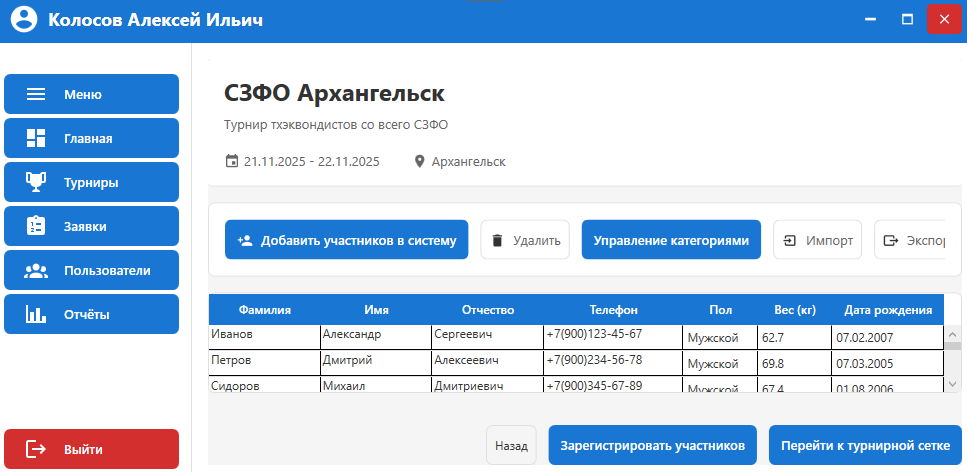 Колосов Алексей Ильич
Меню
Главная
Турниры
Заявки
Пользователи
Отчёты
Выйти
СЗФО Архангельск
Турнир тхэквондистов со всего СЗФО
21.11.2025 - 22.11.2025 Архангельск
Добавить участников в систему Удалить Управление категориями Импорт Экспор
Фамилия Имя Отчество Телефон Пол Вес (кг) Дата рождения
Иванов Александр Сергеевич +7(900)123-45-67 Мужской 62.7 07.02.2007
Петров Дмитрий Алексеевич +7(900)234-56-78 Мужской 69.8 07.03.2005
Сидоров Михаил Дмитриевич +7(900)345-67-89 Мужской 67.4 01.08.2006
Назад Зарегистрировать участников Перейти к турнирной сетке